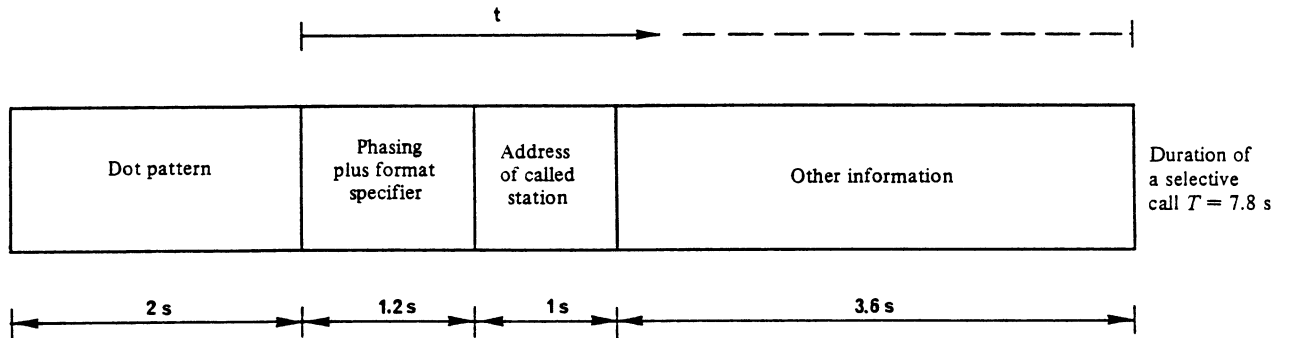 t
Dot pattern
Phasing
plus format
specifier
Address
of called
station
Other information
Duration of
a selective
call T = 7.8 s
2 s
1.2 s
1 s
3.6 s